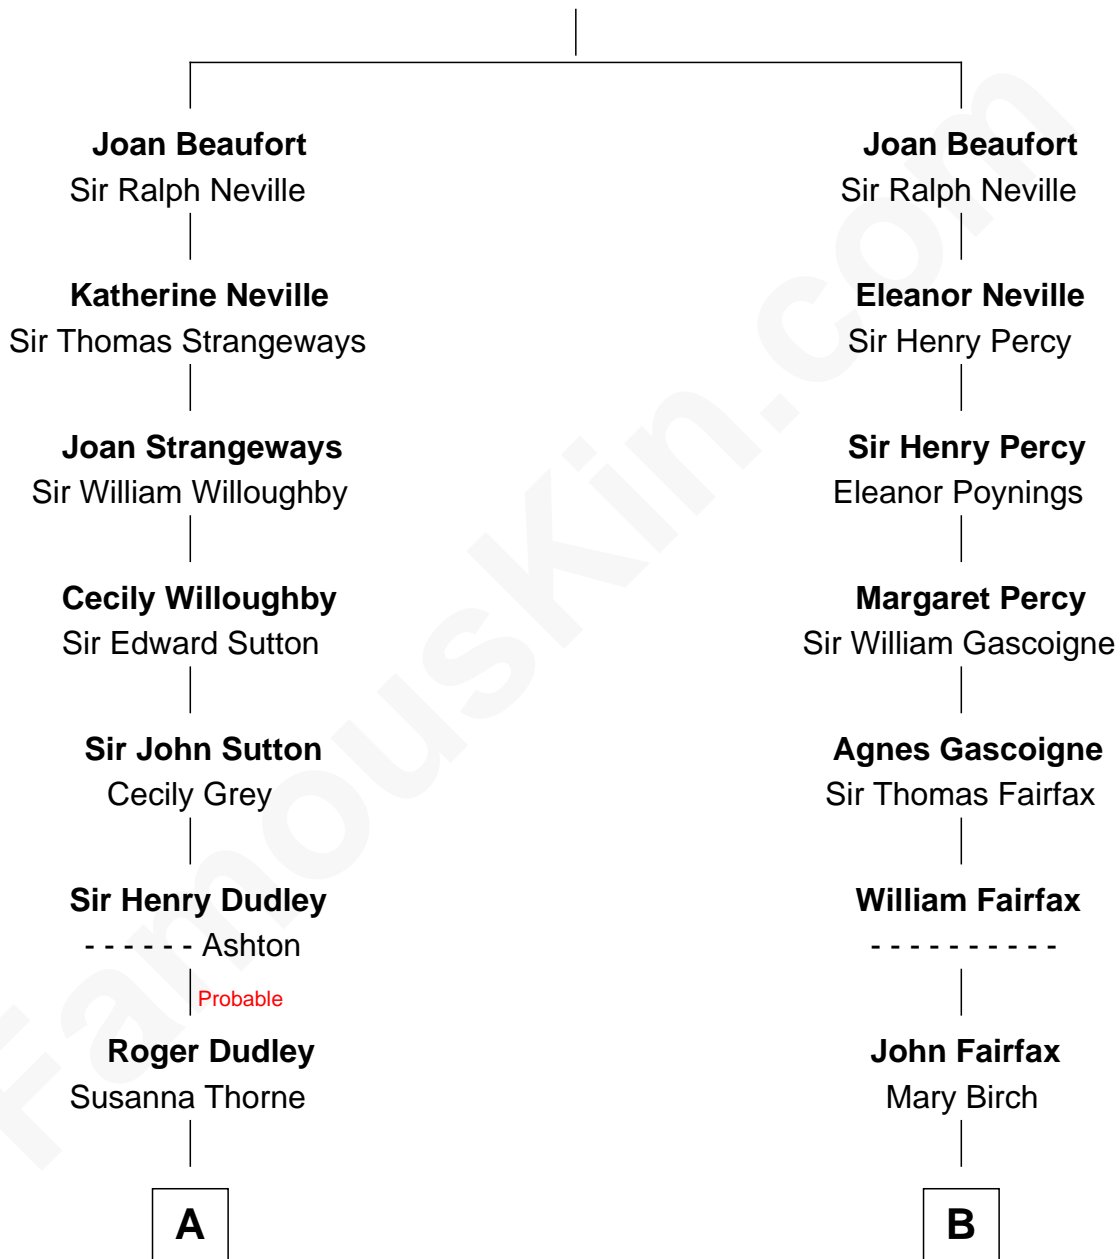 Joan Beaufort
Sir Ralph Neville
Katherine Neville
Sir Thomas Strangeways
Joan Strangeways
Sir William Willoughby
Cecily Willoughby
Sir Edward Sutton
Sir John Sutton
Cecily Grey
Sir Henry Dudley
- - - - - - Ashton
Probable
Roger Dudley
Susanna Thorne
A
Joan Beaufort
Sir Ralph Neville
Eleanor Neville
Sir Henry Percy
Sir Henry Percy
Eleanor Poynings
Margaret Percy
Sir William Gascoigne
Agnes Gascoigne
Sir Thomas Fairfax
William Fairfax
- - - - - - - - - -
John Fairfax
Mary Birch
B
FamousKin.com